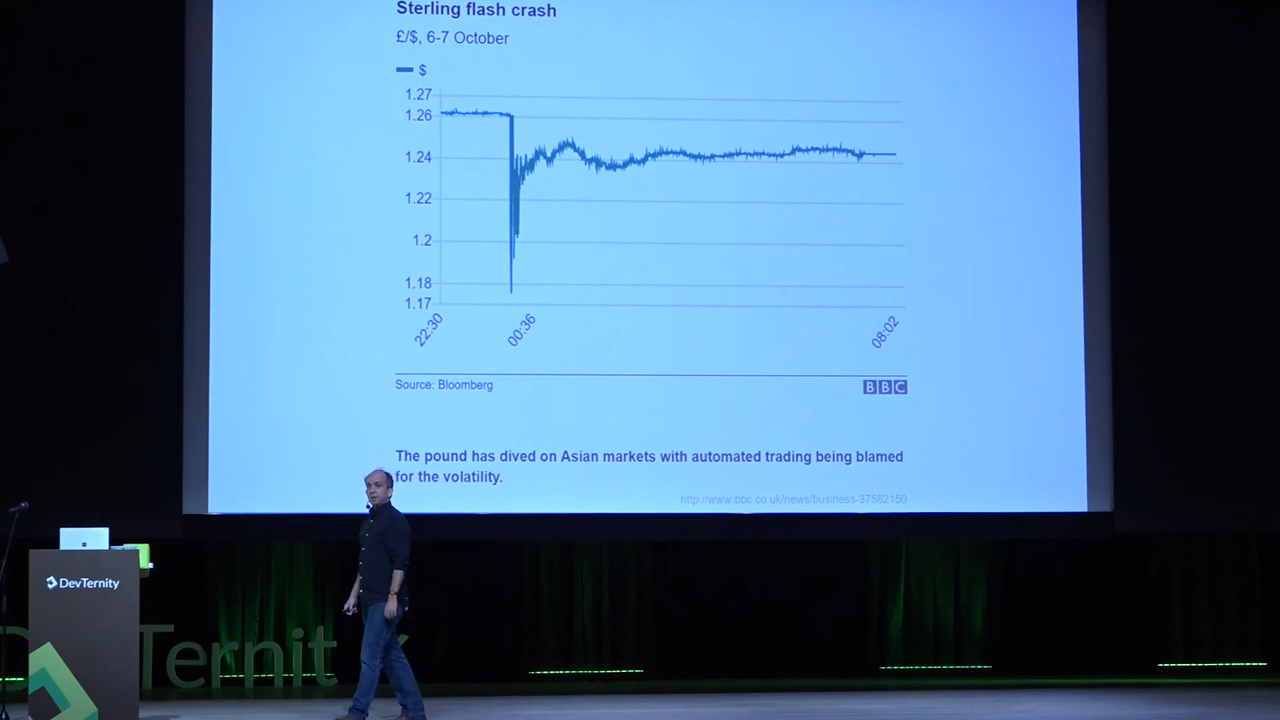 Sterling flash crash
£/$, 6-7 October
$
1.27
1.26
1.24
1.22
1.2
1.18
1.17
22:30
00:36
08:02
Source: Bloomberg
BBC
The pound has dived on Asian markets with automated trading being blamed
for the volatility.
http://www.bbc.co.uk/news/business-37582150
DevTernity
D Ternit